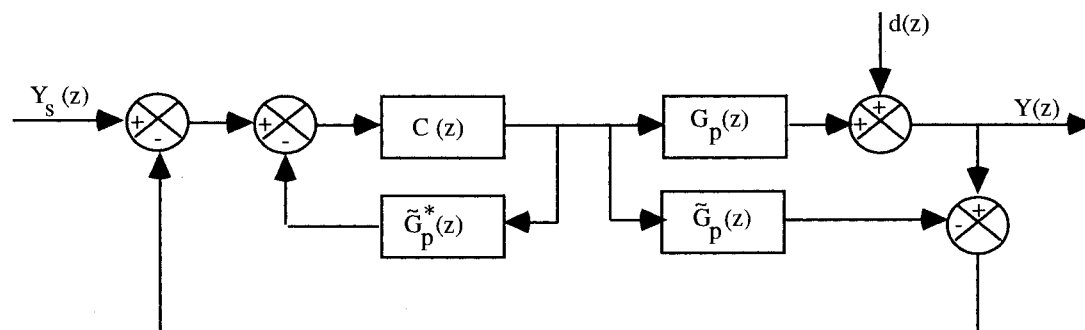 d(z)
Y_s (z)
+
-
+
-
C (z)
G_p(z)
+
+
Y(z)
G̃_p^*(z)
G̃_p(z)
+
-